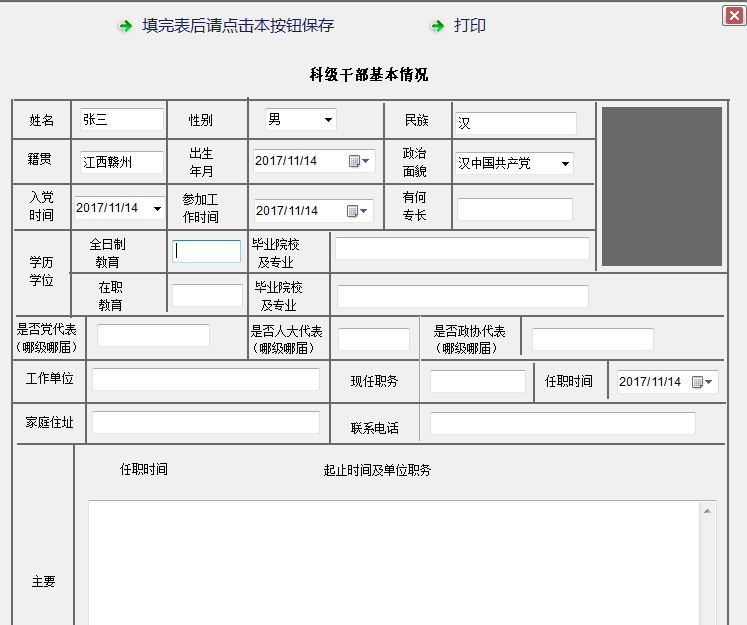 填完表后请点击本按钮保存 打印
科级干部基本情况
姓名 张三 性别 男 民族 汉
籍贯 江西赣州 出生年月 2017/11/14 政治面貌 汉中国共产党
入党时间 2017/11/14 参加工作时间 2017/11/14 有何专长
学历学位 全日制教育 毕业院校及专业
在职教育 毕业院校及专业
是否党代表(哪级哪届) 是否人大代表(哪级哪届) 是否政协代表(哪级哪届)
工作单位 现任职务 任职时间 2017/11/14
家庭住址 联系电话
任职时间 起止时间及单位职务
主要